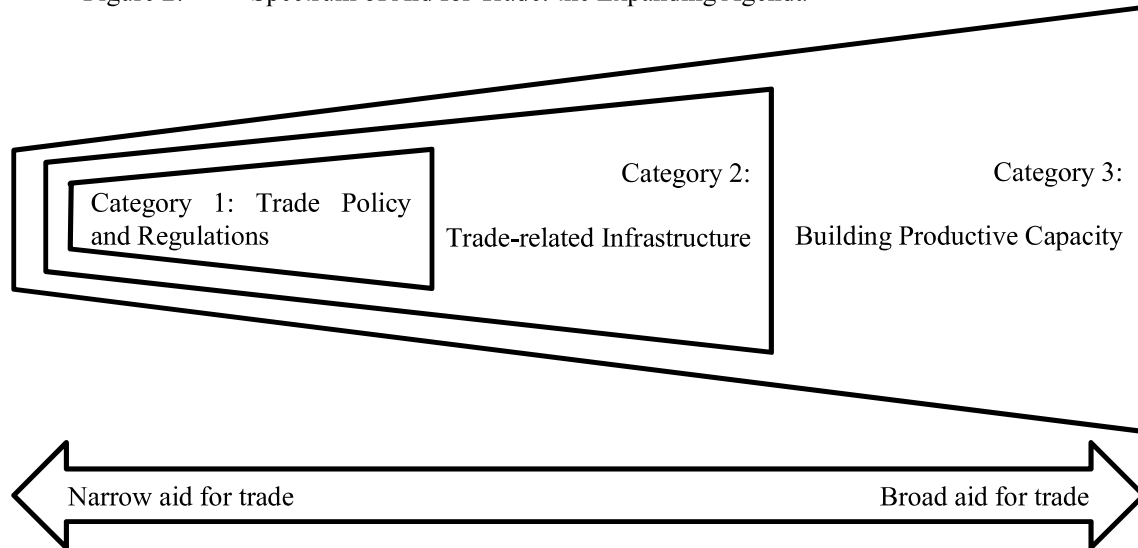 Category 1: Trade Policy
and Regulations
Category 2:
Trade-related Infrastructure
Category 3:
Building Productive Capacity
Narrow aid for trade
Broad aid for trade